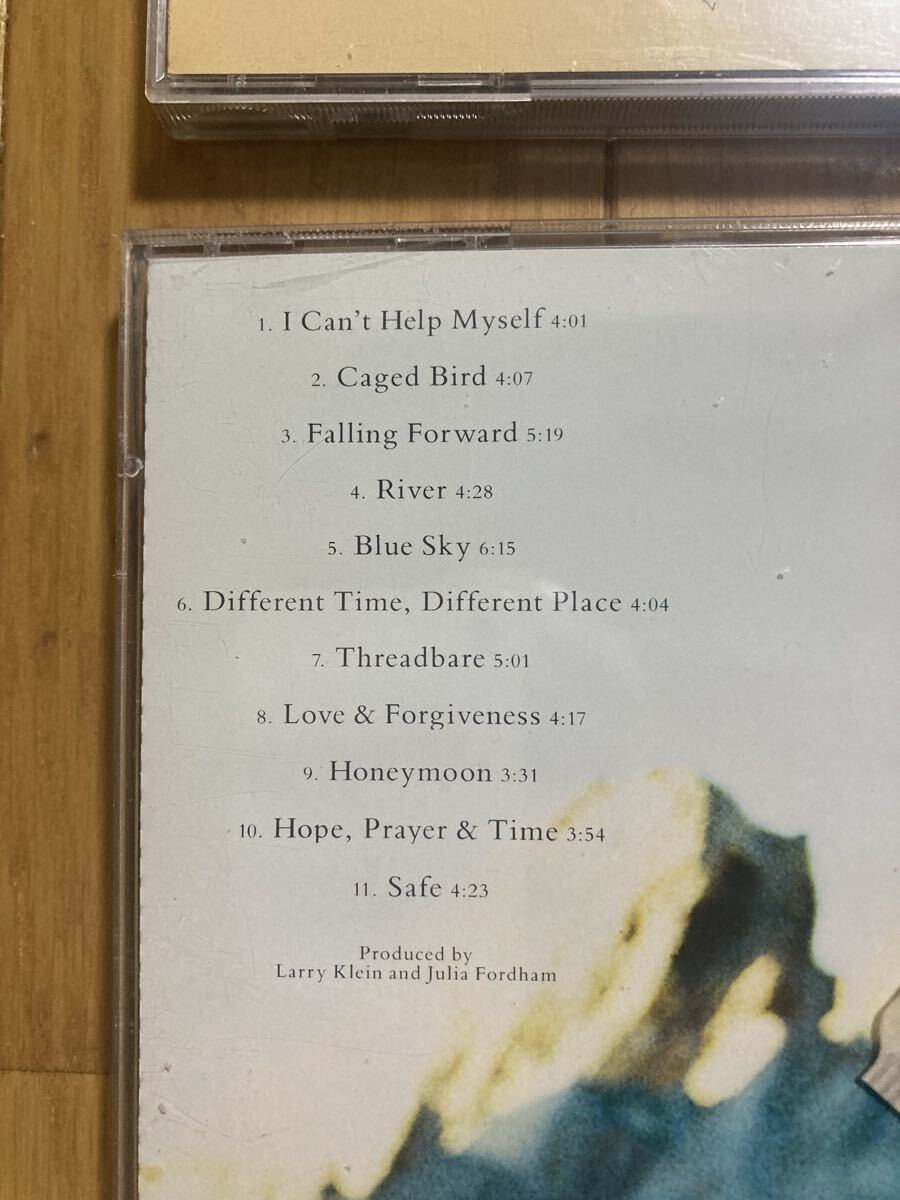 1. I Can't Help Myself 4:01
2. Caged Bird 4:07
3. Falling Forward 5:19
4. River 4:28
5. Blue Sky 6:15
6. Different Time, Different Place 4:04
7. Threadbare 5:01
8. Love & Forgiveness 4:17
9. Honeymoon 3:31
10. Hope, Prayer & Time 3:54
11. Safe 4:23
Produced by
Larry Klein and Julia Fordham